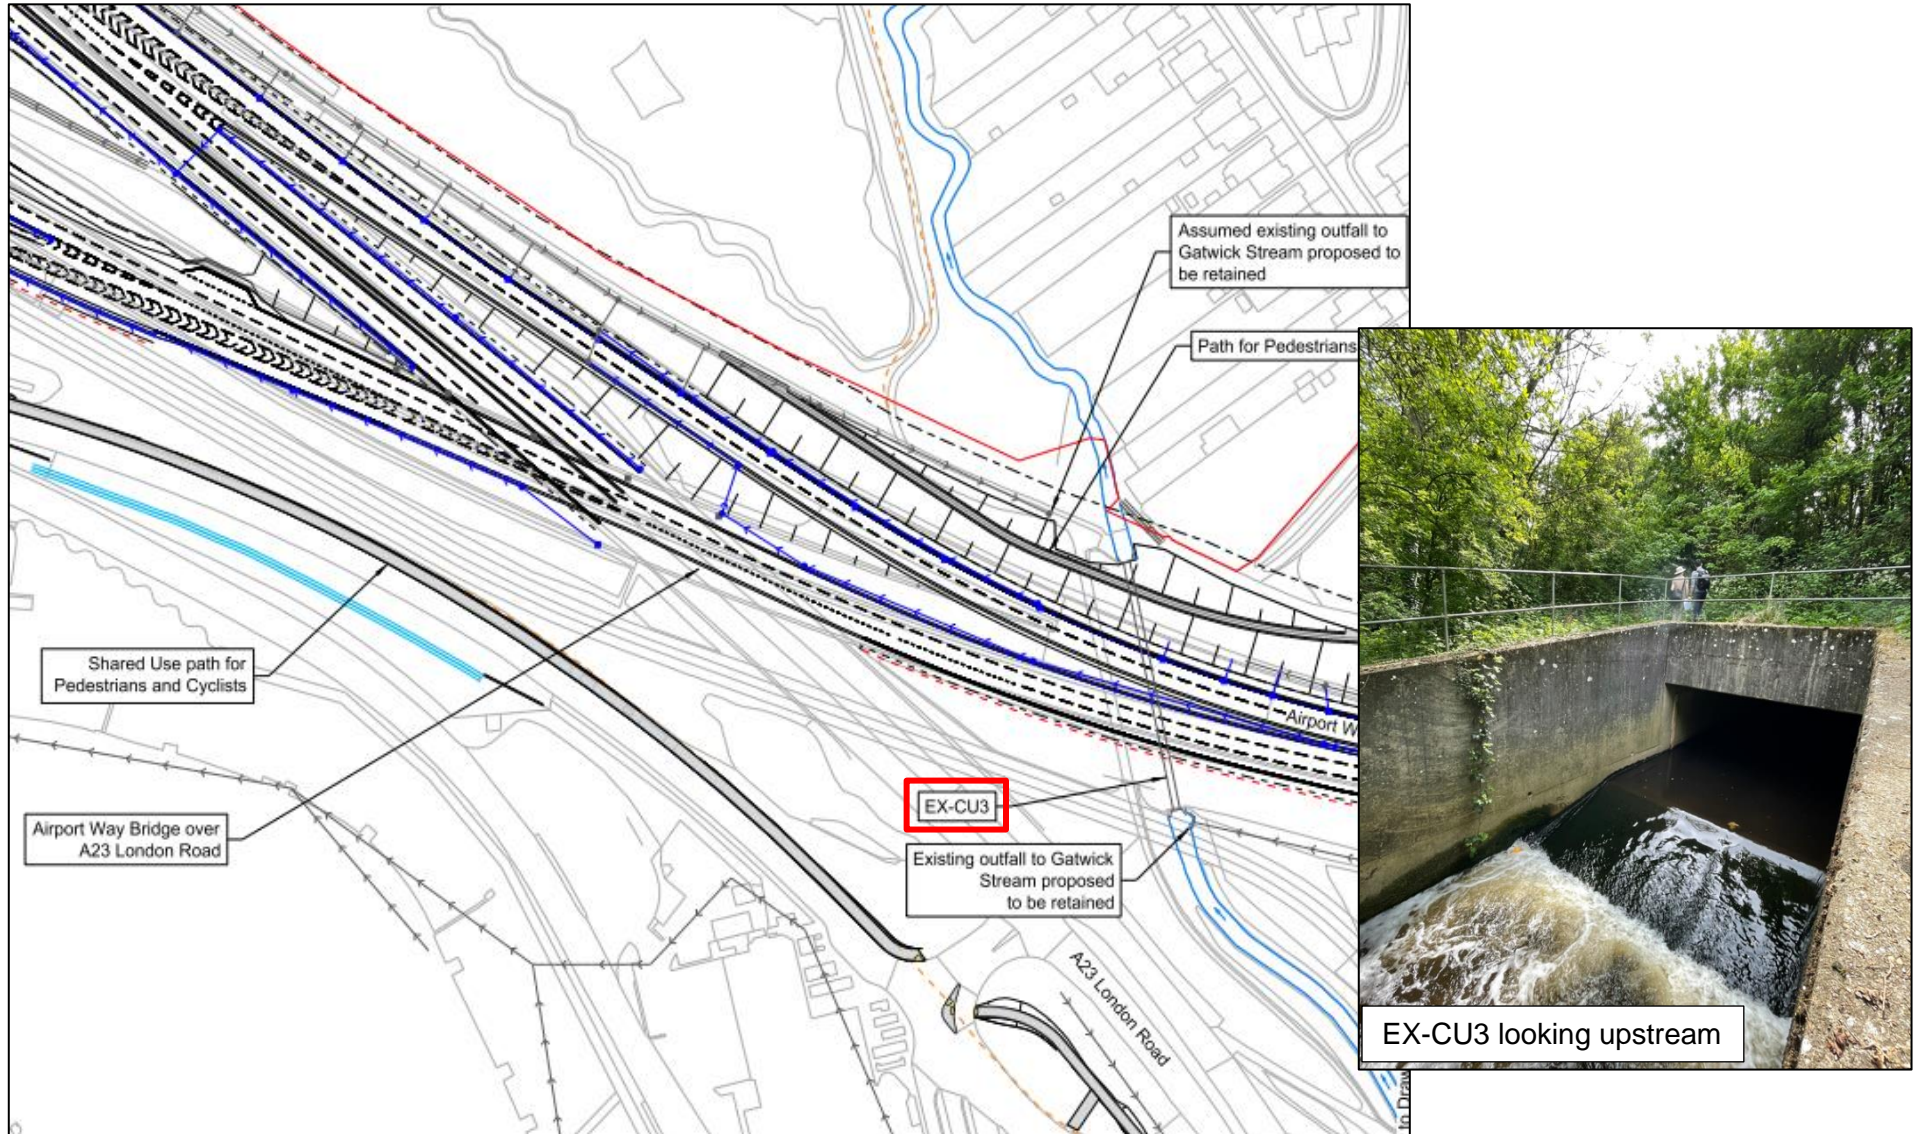 Assumed existing outfall to
Gatwick Stream proposed to
be retained
Path for Pedestrians
Shared Use path for
Pedestrians and Cyclists
Airport W
EX-CU3
Airport Way Bridge over
A23 London Road
Existing outfall to Gatwick
Stream proposed
to be retained
A23 London Road
to Draw
EX-CU3 looking upstream